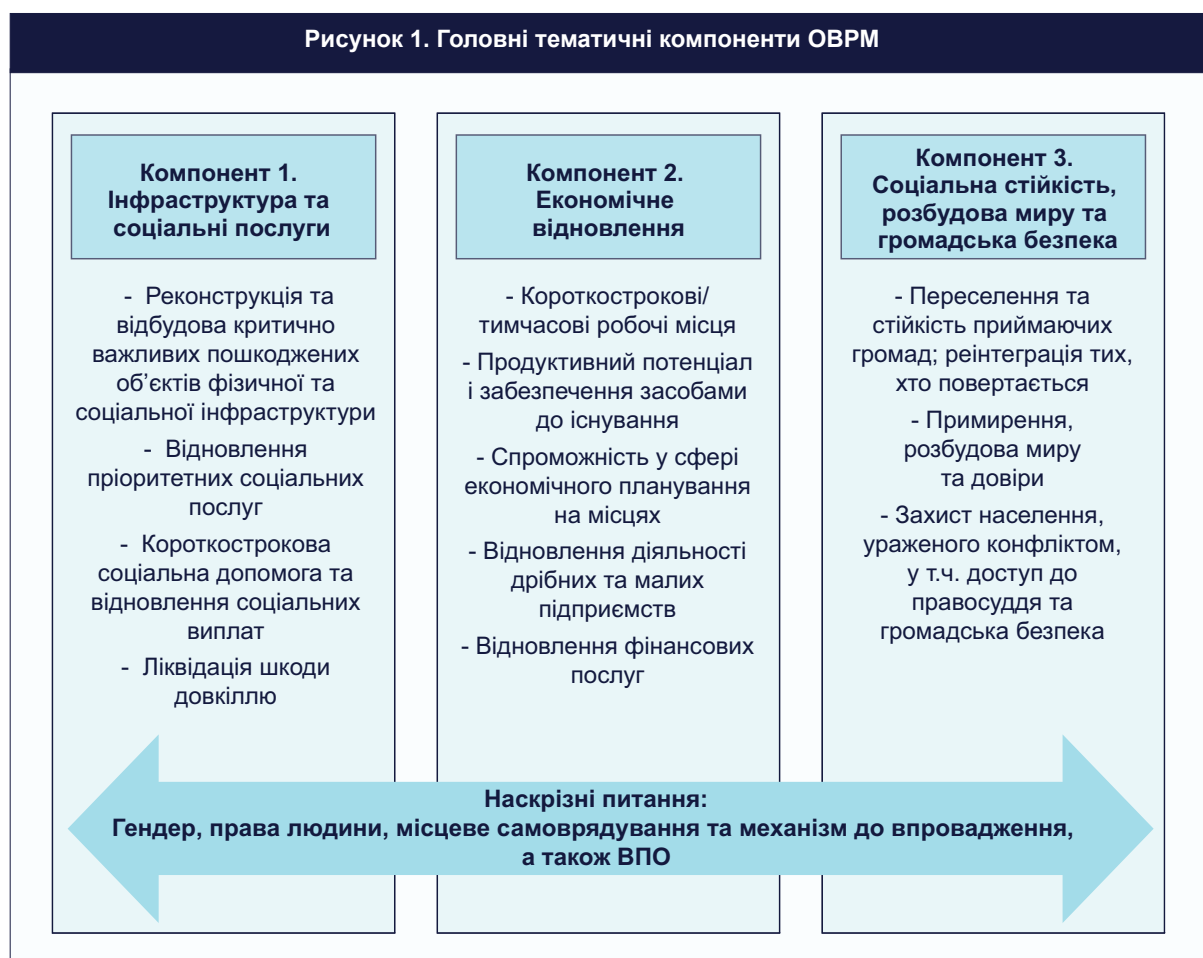 Рисунок 1. Головні тематичні компоненти ОВРМ
Компонент 1.
Інфраструктура та
соціальні послуги
- Реконструкція та
відбудова критично
важливих пошкоджених
об’єктів фізичної та
соціальної інфраструктури
- Відновлення
пріоритетних соціальних
послуг
- Короткострокова
соціальна допомога та
відновлення соціальних
виплат
- Ліквідація шкоди
довкіллю
Компонент 2.
Економічне
відновлення
- Короткострокові/
тимчасові робочі місця
- Продуктивний потенціал
і забезпечення засобами
до існування
- Спроможність у сфері
економічного планування
на місцях
- Відновлення діяльності
дрібних та малих
підприємств
- Відновлення фінансових
послуг
Компонент 3.
Соціальна стійкість,
розбудова миру та
громадська безпека
- Переселення та
стійкість приймаючих
громад; реінтеграція тих,
хто повертається
- Примирення,
розбудова миру
та довіри
- Захист населення,
ураженого конфліктом,
у т.ч. доступ до
правосуддя та
громадська безпека
Наскрізні питання:
Гендер, права людини, місцеве самоврядування та механізм до впровадження,
а також ВПО